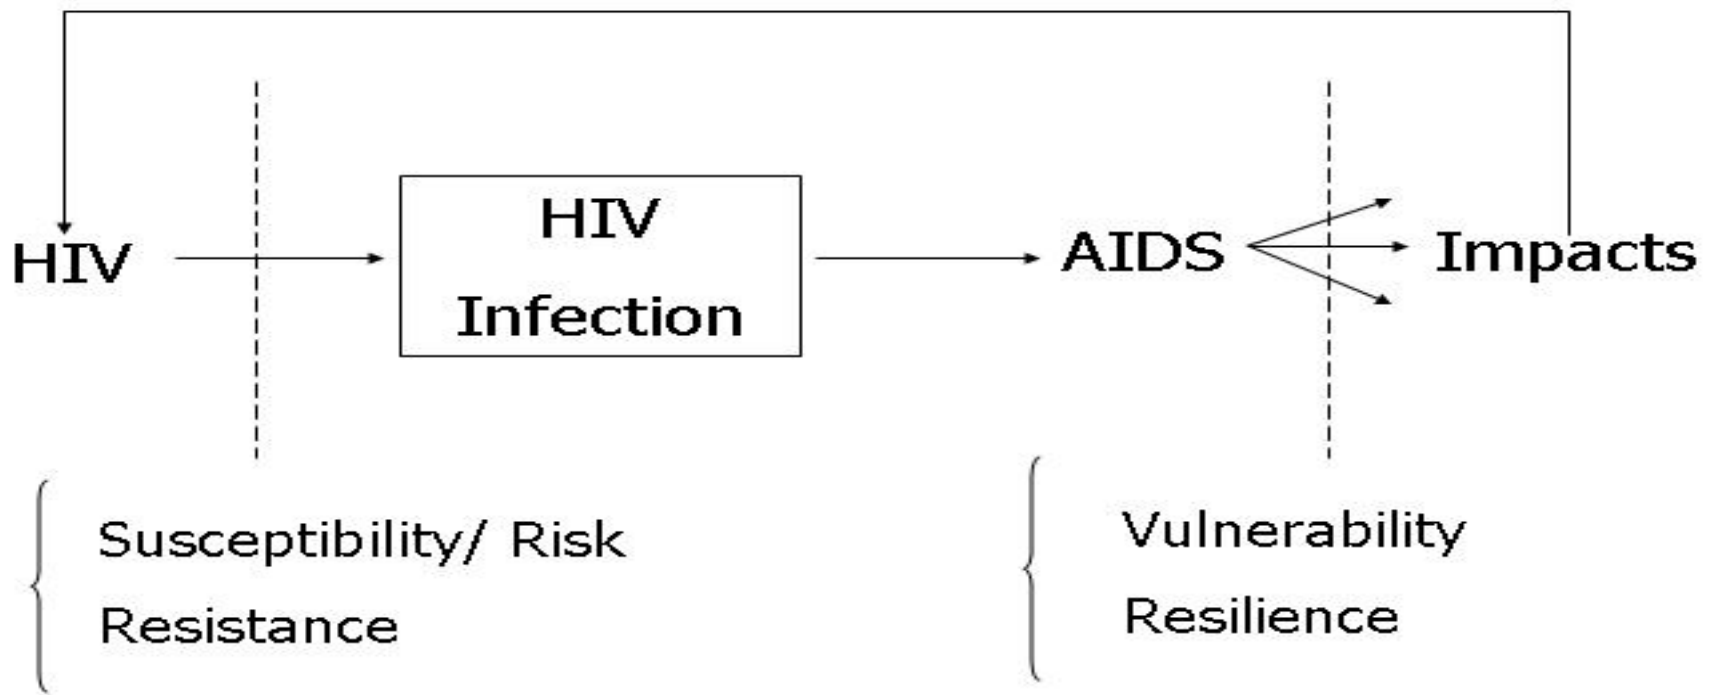 HIV
HIV
Infection
AIDS
Impacts
Susceptibility/ Risk
Resistance
Vulnerability
Resilience